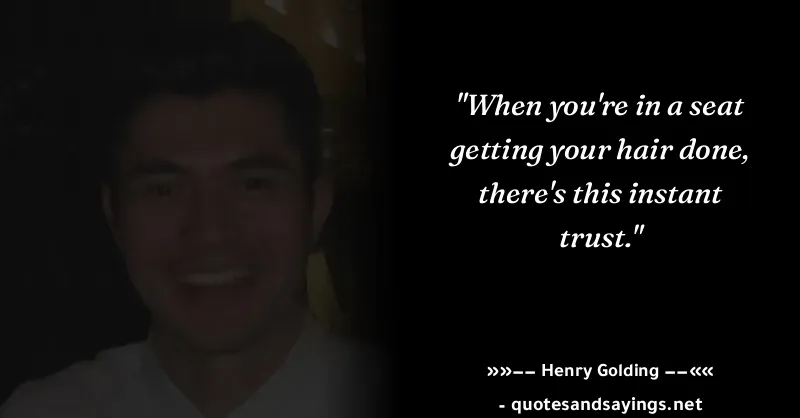 "When you're in a seat
getting your hair done,
there's this instant
trust."
»»–– Henry Golding ––««
- quotesandsayings.net